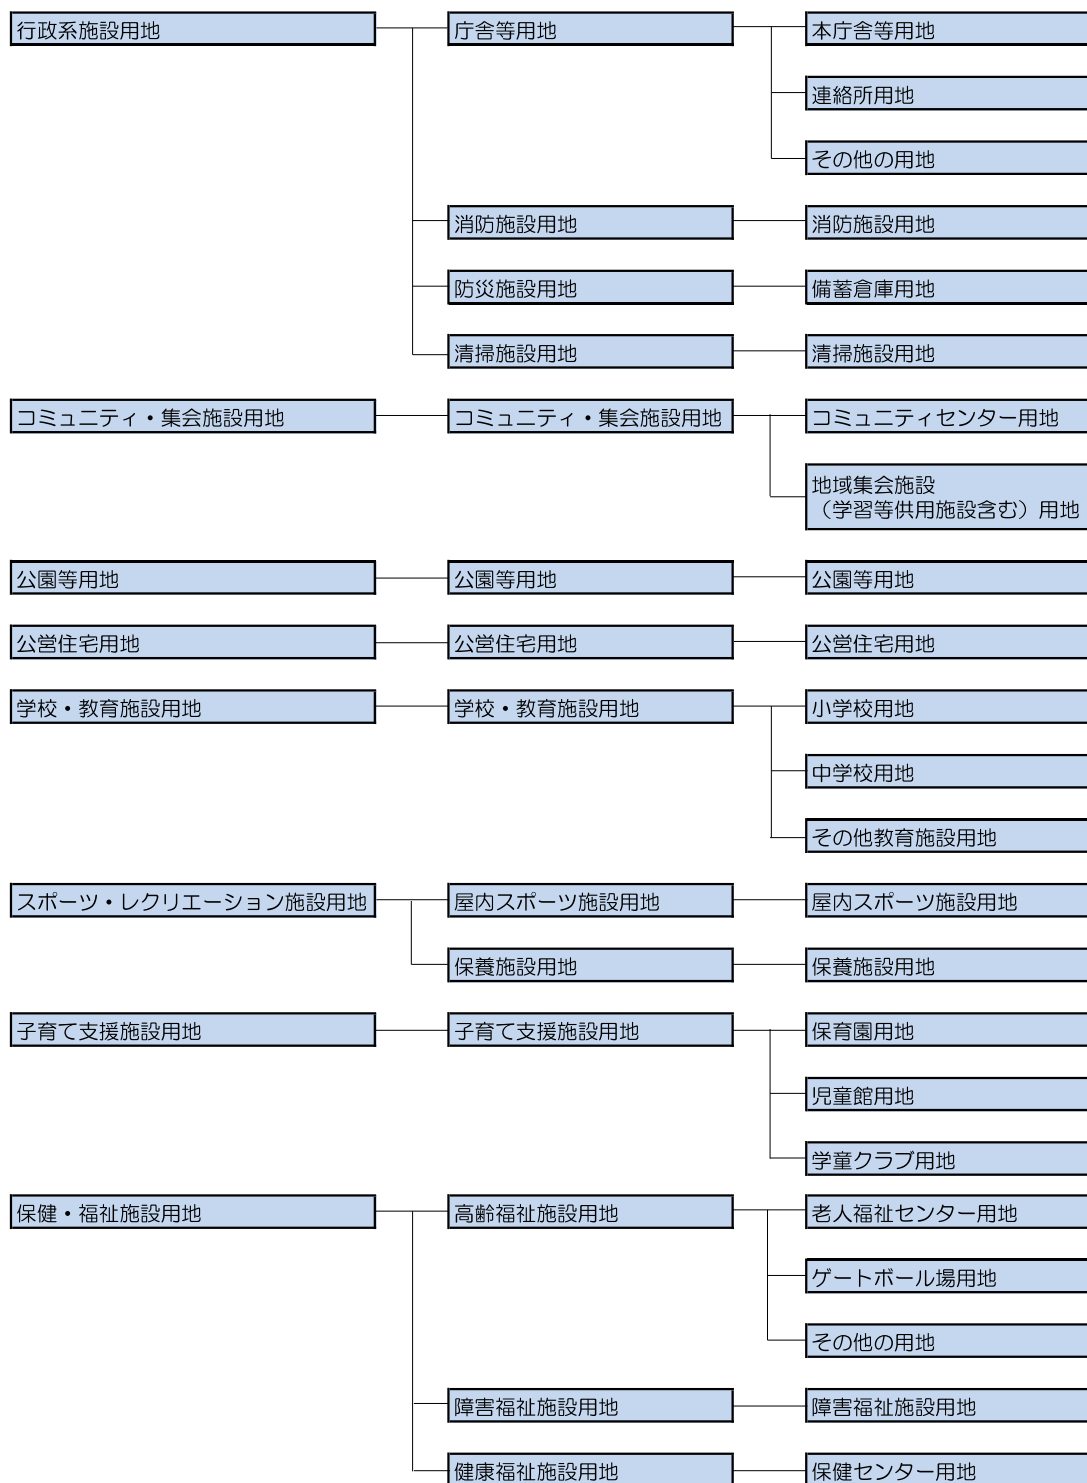 行政系施設用地
庁舎等用地
本庁舎等用地
連絡所用地
その他の用地
消防施設用地
消防施設用地
防災施設用地
備蓄倉庫用地
清掃施設用地
清掃施設用地
コミュニティ・集会施設用地
コミュニティ・集会施設用地
コミュニティセンター用地
地域集会施設
（学習等供用施設含む）用地
公園等用地
公園等用地
公園等用地
公営住宅用地
公営住宅用地
公営住宅用地
学校・教育施設用地
学校・教育施設用地
小学校用地
中学校用地
その他教育施設用地
スポーツ・レクリエーション施設用地
屋内スポーツ施設用地
屋内スポーツ施設用地
保養施設用地
保養施設用地
子育て支援施設用地
子育て支援施設用地
保育園用地
児童館用地
学童クラブ用地
保健・福祉施設用地
高齢福祉施設用地
老人福祉センター用地
ゲートボール場用地
その他の用地
障害福祉施設用地
障害福祉施設用地
健康福祉施設用地
保健センター用地